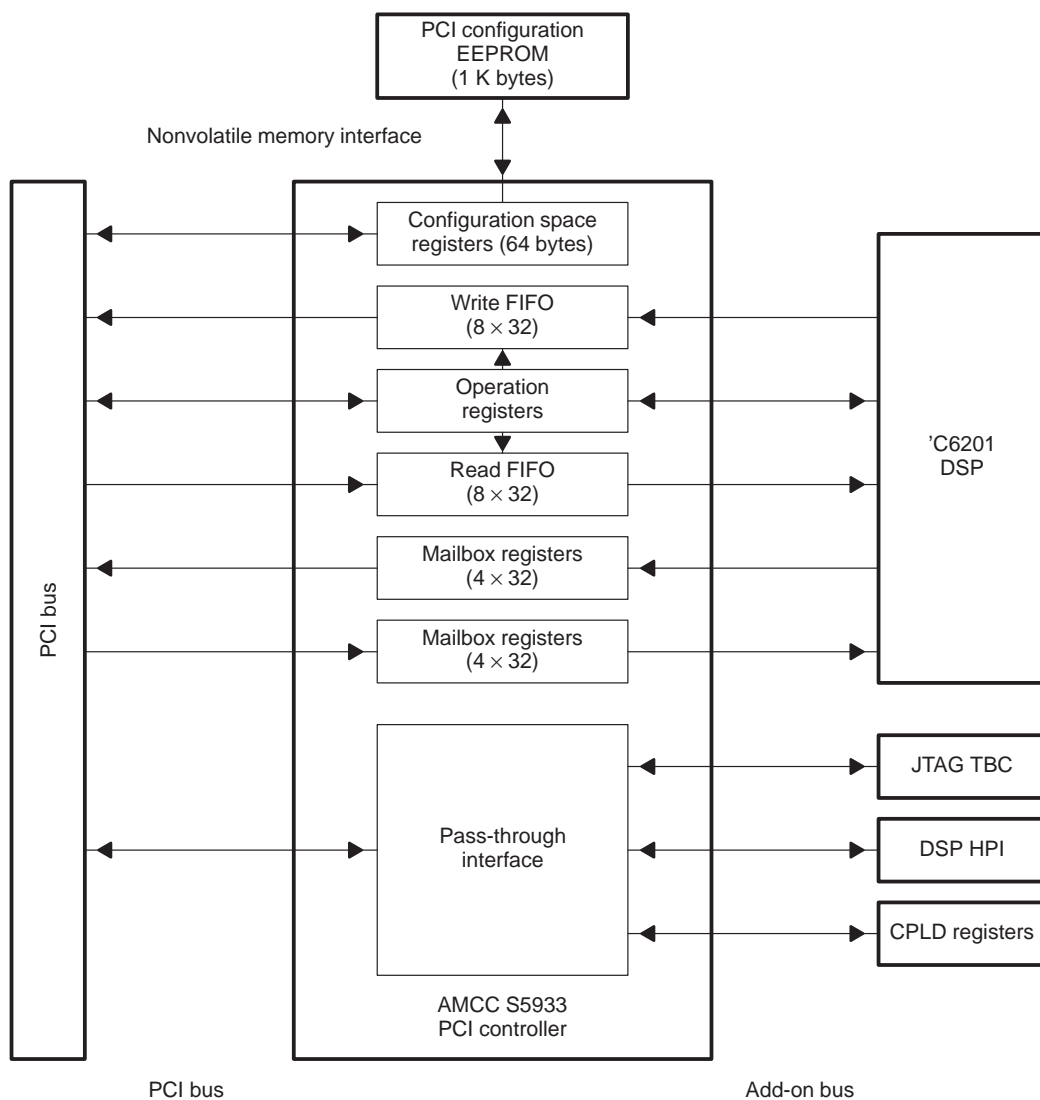 PCI configuration
EEPROM
(1 K bytes)
Nonvolatile memory interface
Configuration space
registers (64 bytes)
Write FIFO
(8 × 32)
Operation
registers
’C6201
DSP
Read FIFO
(8 × 32)
Mailbox registers
(4 × 32)
PCI bus
Mailbox registers
(4 × 32)
JTAG TBC
Pass-through
interface
DSP HPI
CPLD registers
AMCC S5933
PCI controller
PCI bus
Add-on bus